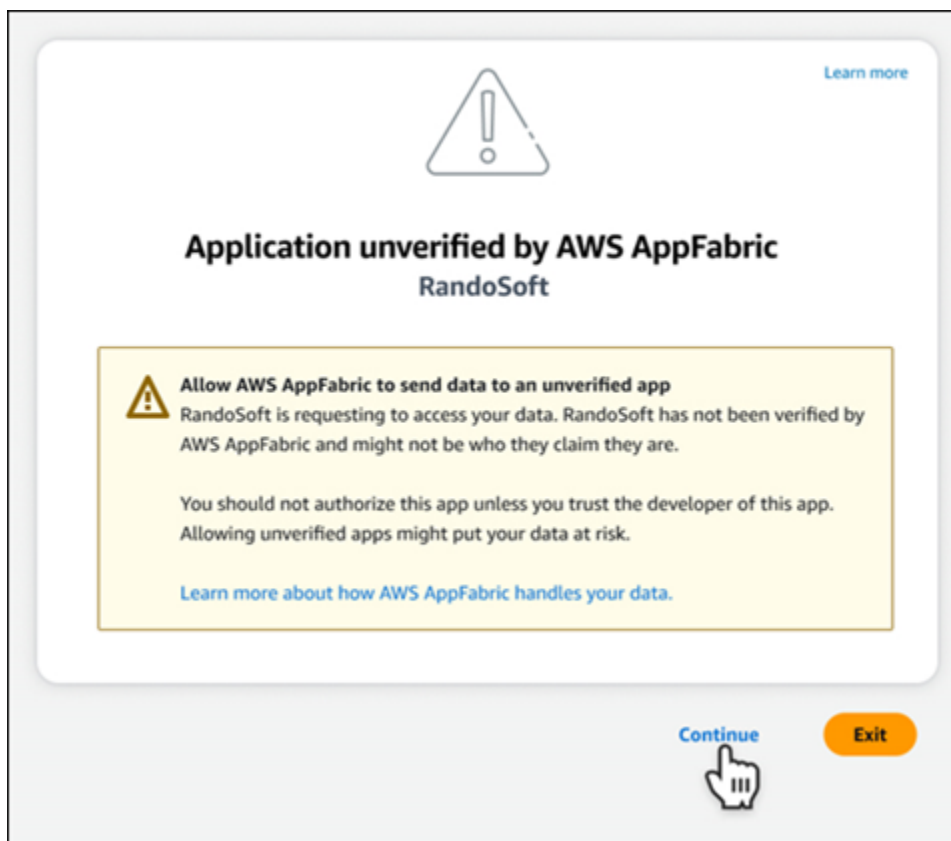 Learn more
Application unverified by AWS AppFabric
RandoSoft
Allow AWS AppFabric to send data to an unverified app
RandoSoft is requesting to access your data. RandoSoft has not been verified by
AWS AppFabric and might not be who they claim they are.
You should not authorize this app unless you trust the developer of this app.
Allowing unverified apps might put your data at risk.
Learn more about how AWS AppFabric handles your data.
Continue
Exit